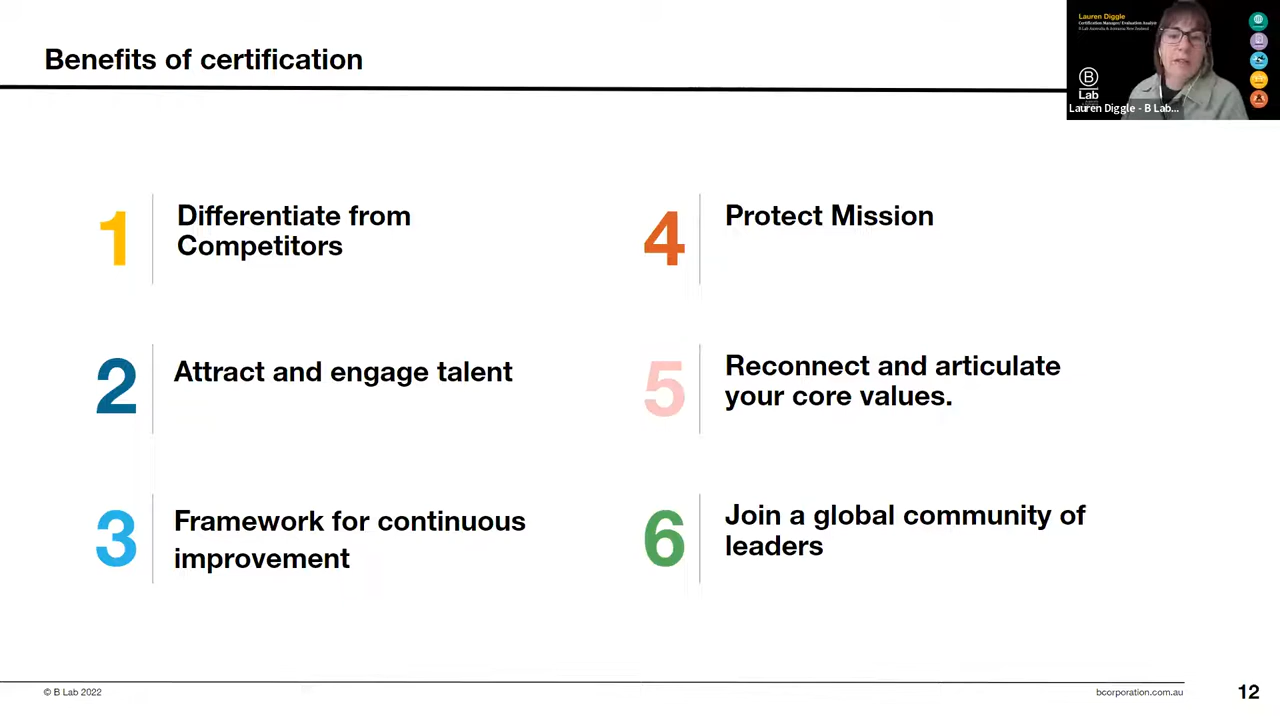 Benefits of certification
Lauren Diggle
Certification Manager/ Evaluation Analyst
B Lab Australia & Aotearoa New Zealand
B
Lab
Lauren Diggle - B Lab...
1
Differentiate from
Competitors
2
Attract and engage talent
3
Framework for continuous
improvement
4
Protect Mission
5
Reconnect and articulate
your core values.
6
Join a global community of
leaders
© B Lab 2022
bcorporation.com.au
12